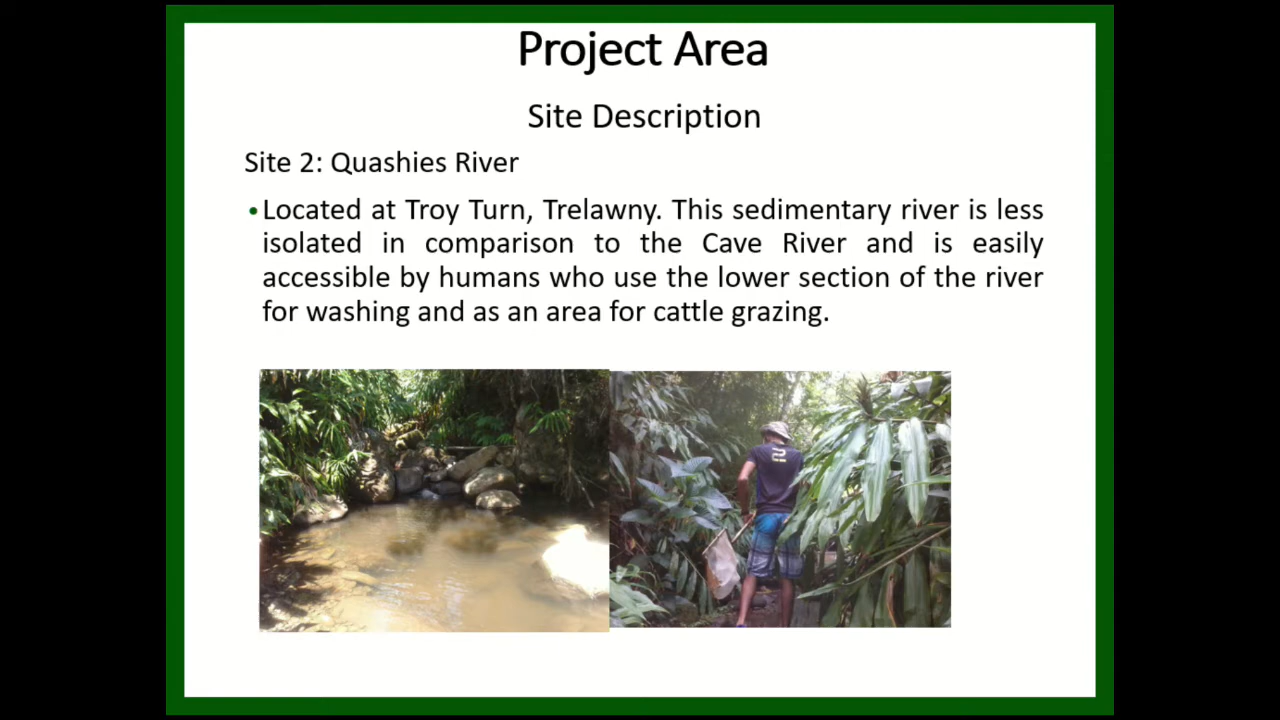 Project Area
Site Description
Site 2: Quashies River
•Located at Troy Turn, Trelawny. This sedimentary river is less
isolated in comparison to the Cave River and is easily
accessible by humans who use the lower section of the river
for washing and as an area for cattle grazing.
2